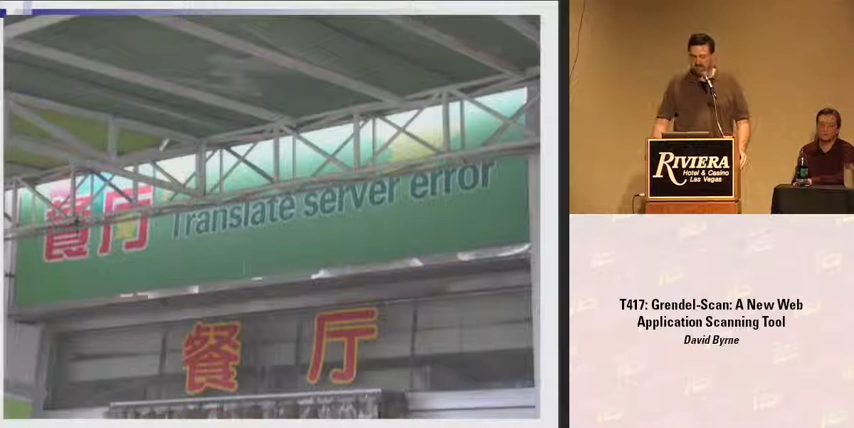 餐厅 Translate server error
餐 厅
RIVIERA
Hotel & Casino
Las Vegas
T417: Grendel-Scan: A New Web
Application Scanning Tool
David Byrne